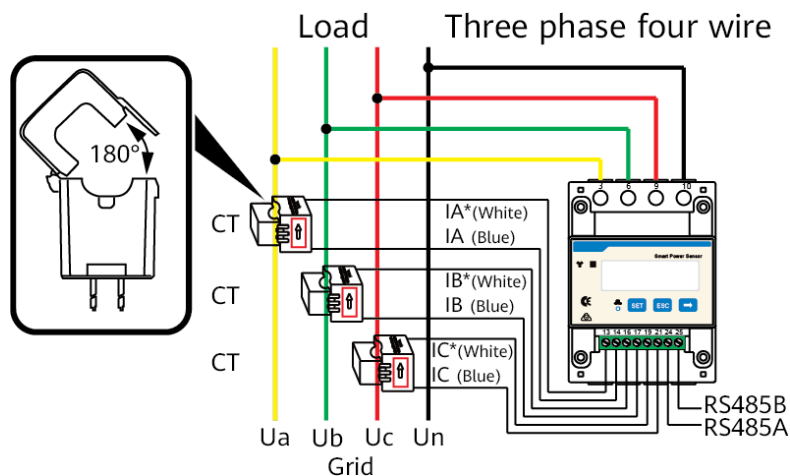 Load
Three phase four wire
180°
3 6 9 10
CT
IA*(White)
IA (Blue)
Smart Power Sensor
CT
IB*(White)
IB (Blue)
SET ESC
13 14 16 17 19 21 24 25
CT
IC*(White)
IC (Blue)
RS485B
RS485A
Ua Ub Uc Un
Grid